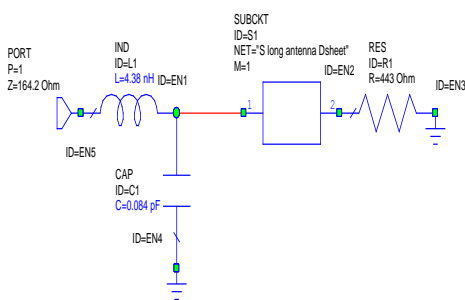 SUBCKT
ID=S1
NET="S long antenna Dsheet"
M=1
IND
ID=L1
L=4.38 nH
ID=EN1
PORT
P=1
Z=164.2 Ohm
RES
ID=R1
R=443 Ohm
ID=EN2
ID=EN3
1
2
ID=EN5
CAP
ID=C1
C=0.084 pF
ID=EN4